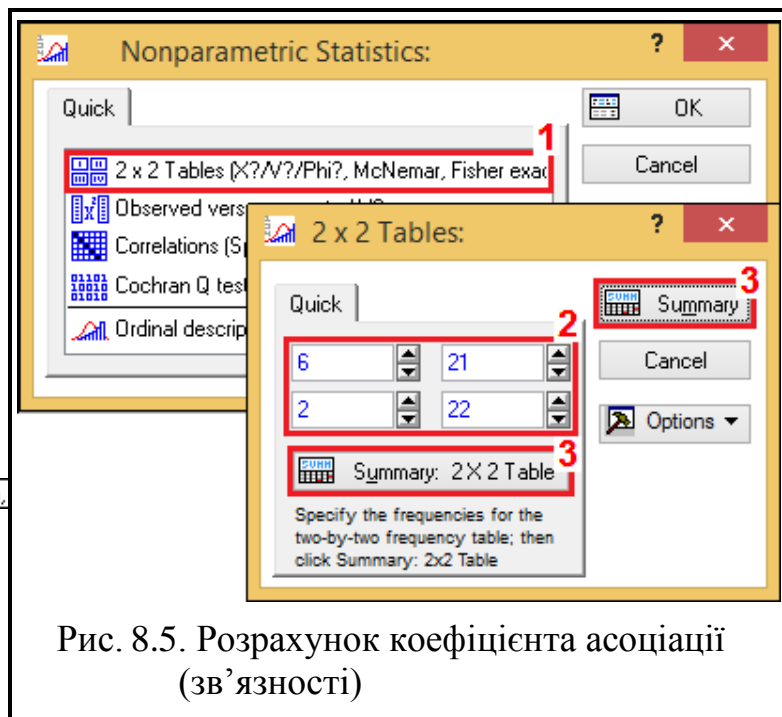 Nonparametric Statistics: ? ×
Quick
OK
1
2 x 2 Tables (X?/V?/Phi?, McNemar, Fisher exac
Cancel
Observed vers
Correlations (Sp
Cochran Q test
Ordinal descrip
2 x 2 Tables: ? ×
Quick
3
Summary
2
6 21
Cancel
2 22
Options
Summary: 2 X 2 Table
3
Specify the frequencies for the
two-by-two frequency table; then
click Summary: 2x2 Table
Рис. 8.5. Розрахунок коефіцієнта асоціації
(зв’язності)